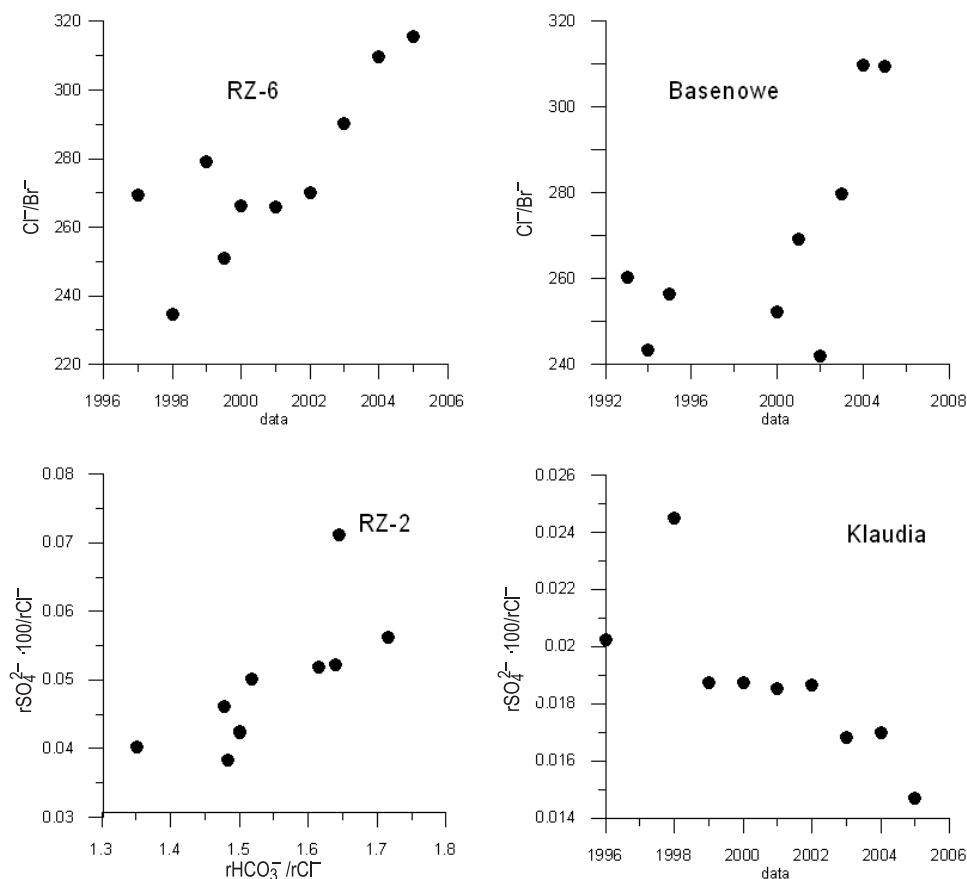 320
300
280
260
240
220
Cl⁻/Br⁻
RZ-6
1996 1998 2000 2002 2004 2006
data
320
300
280
260
240
Cl⁻/Br⁻
Basenowe
1992 1996 2000 2004 2008
data
0.08
0.07
0.06
0.05
0.04
0.03
rSO₄²⁻ ·100/rCl⁻
RZ-2
1.3 1.4 1.5 1.6 1.7 1.8
rHCO₃⁻/rCl⁻
0.026
0.024
0.022
0.02
0.018
0.016
0.014
rSO₄²⁻ ·100/rCl⁻
Klaudia
1996 1998 2000 2002 2004 2006
data